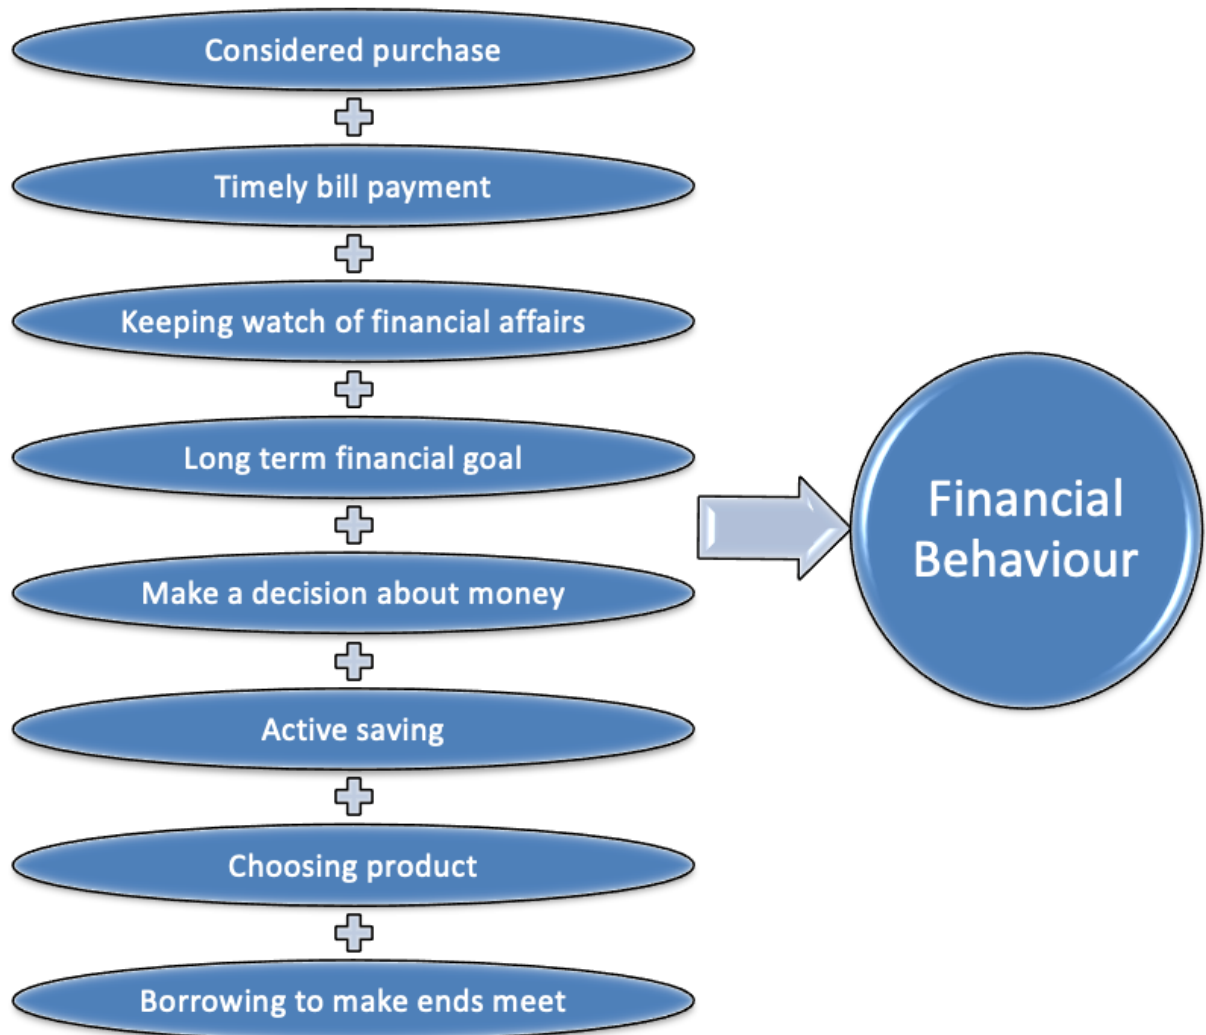 Considered purchase
Timely bill payment
Keeping watch of financial affairs
Long term financial goal
Make a decision about money
Active saving
Choosing product
Borrowing to make ends meet
Financial
Behaviour